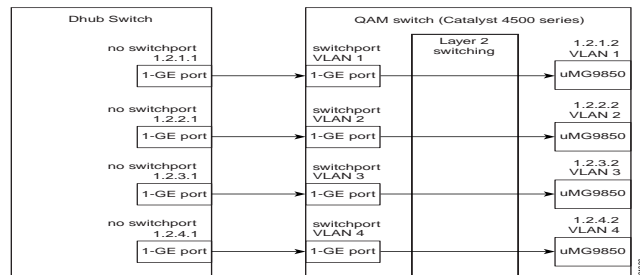 Dhub Switch
QAM switch (Catalyst 4500 series)
Layer 2
switching
no switchport
1.2.1.1
1-GE port
switchport
VLAN 1
1-GE port
1.2.1.2
VLAN 1
uMG9850
no switchport
1.2.2.1
1-GE port
switchport
VLAN 2
1-GE port
1.2.2.2
VLAN 2
uMG9850
no switchport
1.2.3.1
1-GE port
switchport
VLAN 3
1-GE port
1.2.3.2
VLAN 3
uMG9850
no switchport
1.2.4.1
1-GE port
switchport
VLAN 4
1-GE port
1.2.4.2
VLAN 4
uMG9850